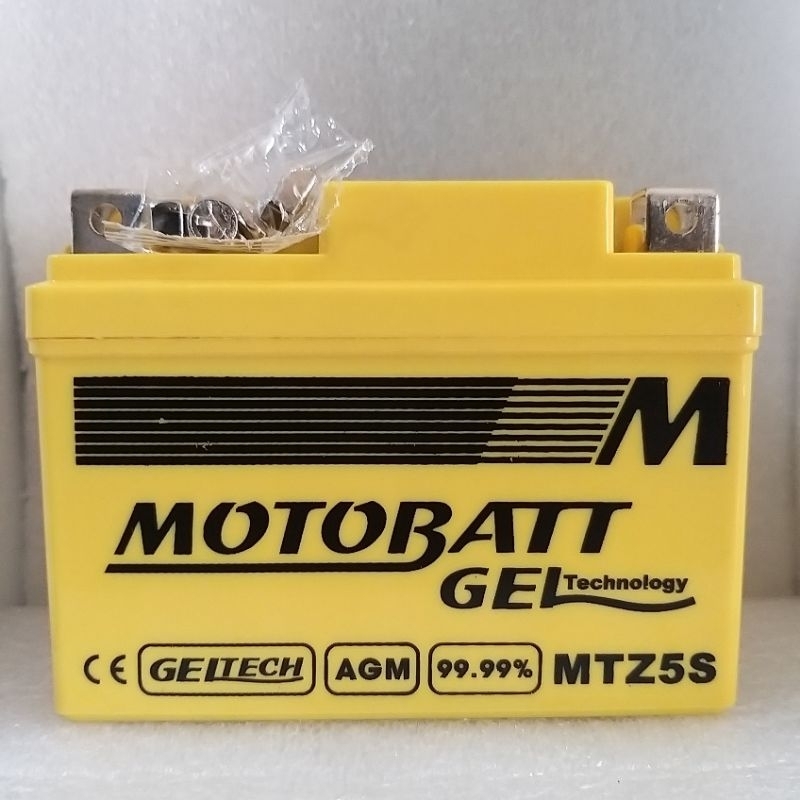 M
MOTOBATT
GEL Technology
CE GELTECH AGM 99.99% MTZ5S